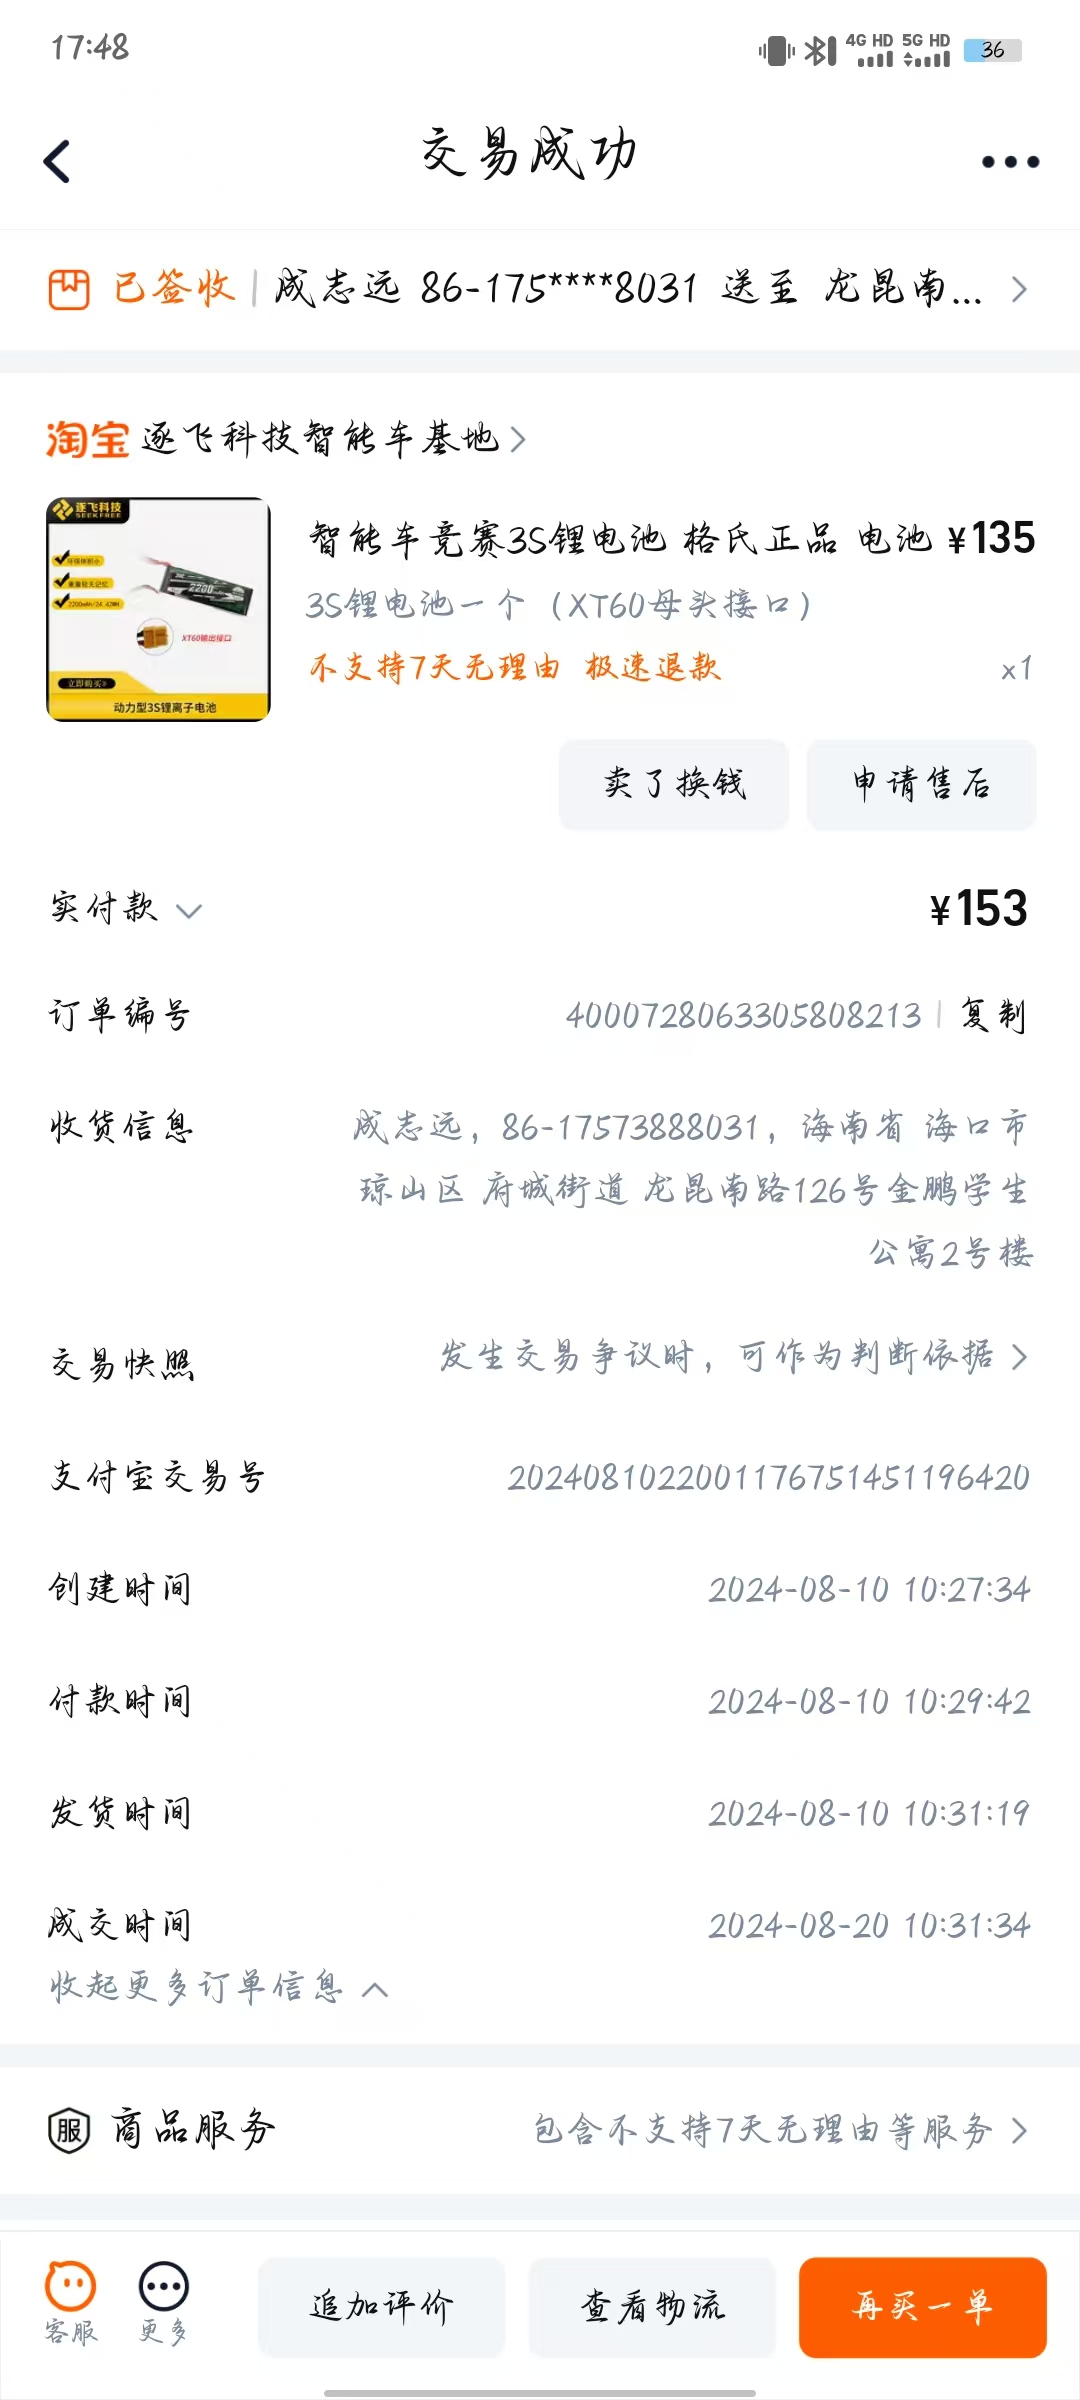 17:48
4G HD 5G HD 36
交易成功
已签收 | 成志远 86-175****8031 送至 龙昆南...
淘宝 逐飞科技智能车基地
逐飞科技
SEEKFREE
2200
2200mAh/24.42WH
XT60输出接口
立即购买
动力型3S锂离子电池
智能车竞赛3S锂电池 格氏正品 电池 ¥135
3S锂电池一个（XT60母头接口）
不支持7天无理由 极速退款 x1
卖了换钱 申请售后
实付款 ¥153
订单编号 4000728063305808213 | 复制
收货信息 成志远，86-17573888031，海南省 海口市
琼山区 府城街道 龙昆南路126号金鹏学生
公寓2号楼
交易快照 发生交易争议时，可作为判断依据
支付宝交易号 2024081022001176751451196420
创建时间 2024-08-10 10:27:34
付款时间 2024-08-10 10:29:42
发货时间 2024-08-10 10:31:19
成交时间 2024-08-20 10:31:34
收起更多订单信息
服 商品服务 包含不支持7天无理由等服务
客服 更多 追加评价 查看物流 再买一单